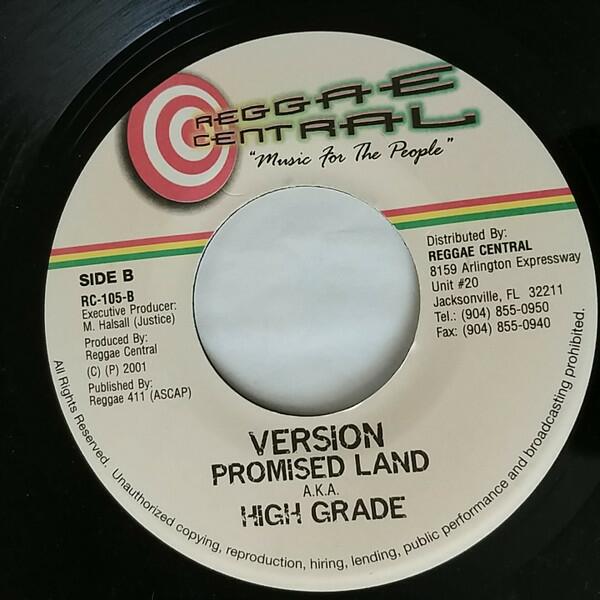 REGGAE
CENTRAL
"Music For The People"
SIDE B
RC-105-B
Executive Producer:
M. Halsall (Justice)
Produced By:
Reggae Central
(C) (P) 2001
Published By:
Reggae 411 (ASCAP)
Distributed By:
REGGAE CENTRAL
8159 Arlington Expressway
Unit #20
Jacksonville, FL 32211
Tel.: (904) 855-0950
Fax: (904) 855-0940
VERSION
PROMISED LAND
A.K.A.
HIGH GRADE
All Rights Reserved. Unauthorized copying, reproduction, hiring, lending, public performance and broadcasting prohibited.